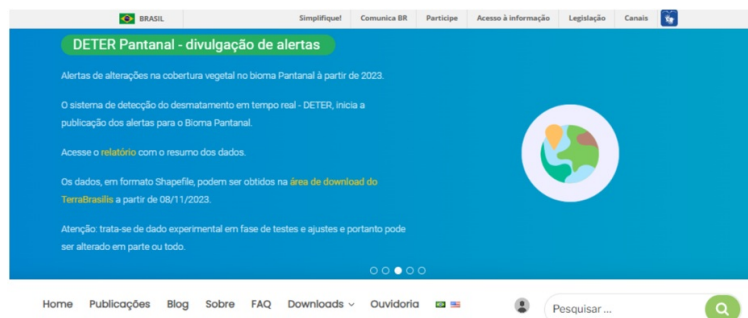 BRASIL Simplifique! Comunica BR Participe Acesso à informação Legislação Canais
DETER Pantanal - divulgação de alertas
Alertas de alterações na cobertura vegetal no bioma Pantanal à partir de 2023.
O sistema de detecção do desmatamento em tempo real - DETER, inicia a
publicação dos alertas para o Bioma Pantanal.
Acesse o relatório com o resumo dos dados.
Os dados, em formato Shapefile, podem ser obtidos na área de download do
TerraBrasilis a partir de 08/11/2023.
Atenção: trata-se de dado experimental em fase de testes e ajustes e portanto pode
ser alterado em parte ou todo.
Home Publicações Blog Sobre FAQ Downloads Ouvidoria Pesquisar ...